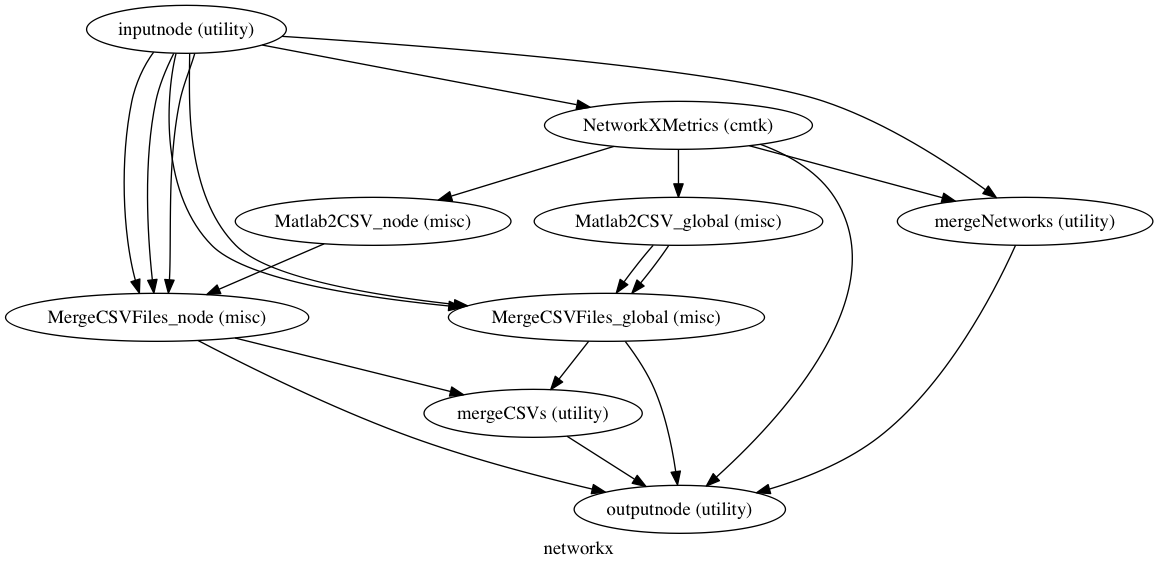 inputnode (utility)
NetworkXMetrics (cmtk)
Matlab2CSV_node (misc)
Matlab2CSV_global (misc)
mergeNetworks (utility)
MergeCSVFiles_node (misc)
MergeCSVFiles_global (misc)
mergeCSVs (utility)
outputnode (utility)
networkx